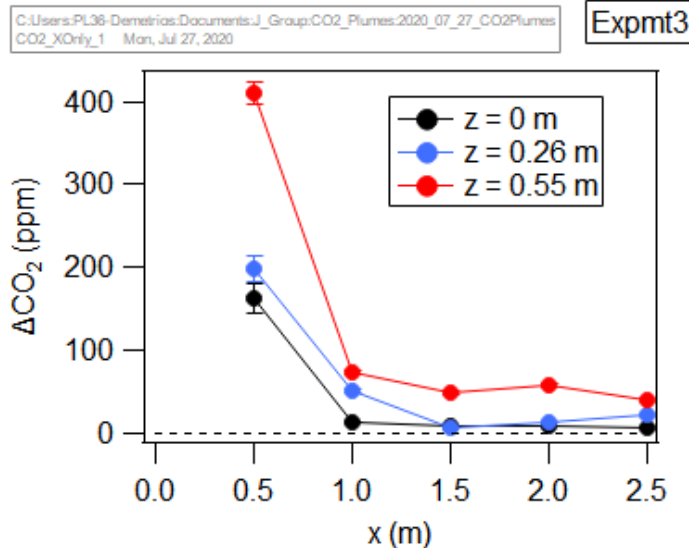 C:Users:PL36-Demetrios:Documents:J_Group:CO2_Plumes:2020_07_27_CO2Plumes
CO2_XOnly_1 Mon, Jul 27, 2020
Expmt3
400
300
200
100
0
ΔCO₂ (ppm)
z = 0 m
z = 0.26 m
z = 0.55 m
0.0 0.5 1.0 1.5 2.0 2.5
x (m)